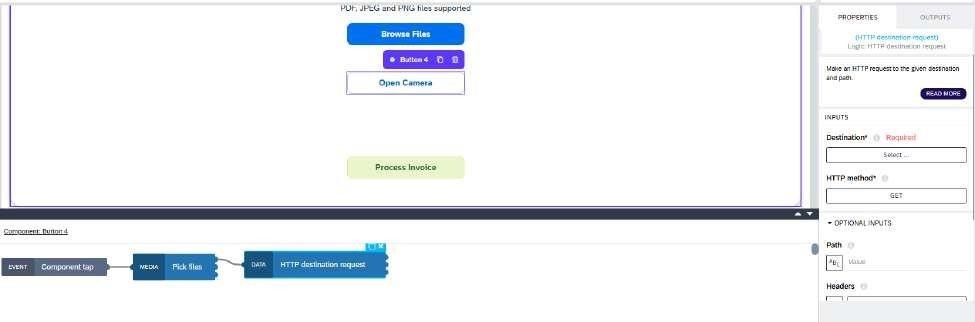 PDF, JPEG and PNG files supported
Browse Files
Button 4
Open Camera
Process Invoice
Component: Button 4
EVENT Component tap
MEDIA Pick files
DATA HTTP destination request
PROPERTIES OUTPUTS
(HTTP destination request)
Logic: HTTP destination request
Make an HTTP request to the given destination
and path.
READ MORE
INPUTS
Destination* Required
Select ...
HTTP method*
GET
OPTIONAL INPUTS
Path
Value
Headers